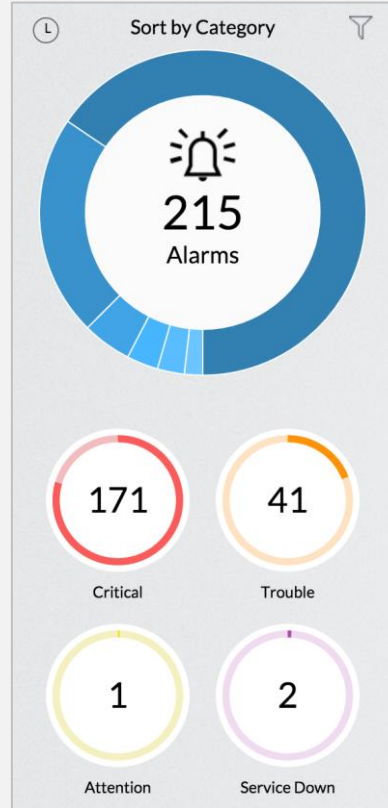 Sort by Category
215
Alarms
171
41
Critical
Trouble
1
2
Attention
Service Down